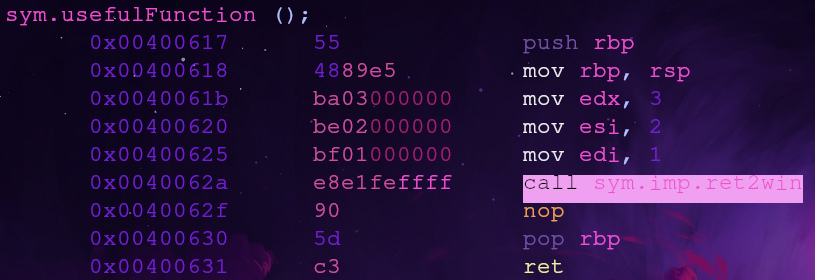 sym.usefulFunction ();
0x00400617 55 push rbp
0x00400618 4889e5 mov rbp, rsp
0x0040061b ba03000000 mov edx, 3
0x00400620 be02000000 mov esi, 2
0x00400625 bf01000000 mov edi, 1
0x0040062a e8e1feffff call sym.imp.ret2win
0x0040062f 90 nop
0x00400630 5d pop rbp
0x00400631 c3 ret